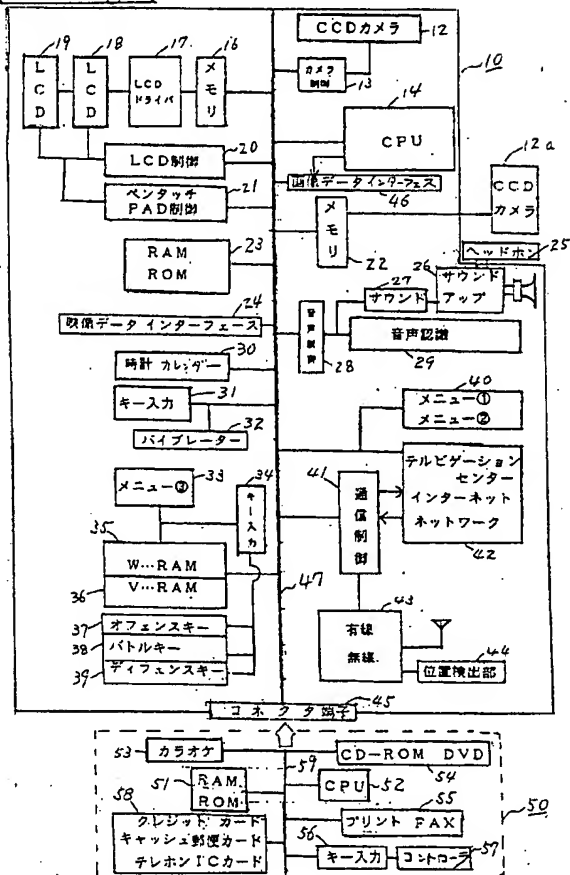 19
18
17
16
LCD
LCD
LCD
ドライバ
メモリ
CCDカメラ
12
カメラ
制御
13
10
14
CPU
20
LCD制御
21
ペンタッチ
PAD制御
画像データインターフェス
46
12a
CCD
カメラ
メモリ
22
23
RAM
ROM
ヘッドホン
25
26
サウンド
アップ
27
サウンド
24
映像データ インターフェース
音声制御
28
音声認識
29
30
時計 カレンダー
31
キー入力
32
バイブレーター
40
メニュー①
メニュー②
33
メニュー③
34
キー入力
41
通信制御
テルビゲーション
センター
インターネット
ネットワーク
42
35
W…RAM
36
V…RAM
47
43
有線
無線
37
オフェンスキー
38
バトルキー
39
ディフェンスキー
44
位置検出部
45
コネクタ端子
53
カラオケ
59
CD-ROM DVD
54
51
RAM
ROM
CPU
52
55
プリント FAX
50
58
クレジット カード
キャッシュ郵便カード
テレホンICカード
56
キー入力
コントローラ
57